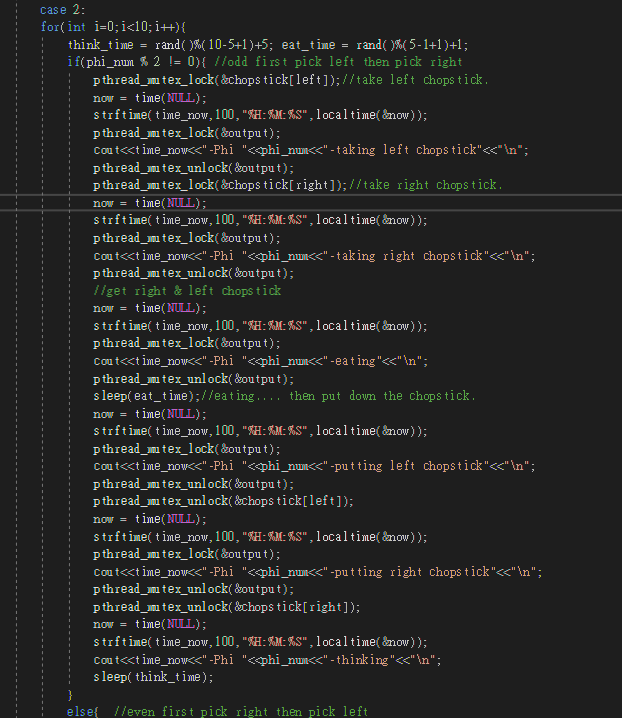 case 2:
for(int i=0;i<10;i++){
think_time = rand()%(10-5+1)+5; eat_time = rand()%(5-1+1)+1;
if(phi_num % 2 != 0){ //odd first pick left then pick right
pthread_mutex_lock(&chopstick[left]);//take left chopstick.
now = time(NULL);
strftime(time_now,100,"%H:%M:%S",localtime(&now));
pthread_mutex_lock(&output);
cout<<time_now<<"-Phi "<<phi_num<<"-taking left chopstick"<<"\n";
pthread_mutex_unlock(&output);
pthread_mutex_lock(&chopstick[right]);//take right chopstick.
now = time(NULL);
strftime(time_now,100,"%H:%M:%S",localtime(&now));
pthread_mutex_lock(&output);
cout<<time_now<<"-Phi "<<phi_num<<"-taking right chopstick"<<"\n";
pthread_mutex_unlock(&output);
//get right & left chopstick
now = time(NULL);
strftime(time_now,100,"%H:%M:%S",localtime(&now));
pthread_mutex_lock(&output);
cout<<time_now<<"-Phi "<<phi_num<<"-eating"<<"\n";
pthread_mutex_unlock(&output);
sleep(eat_time);//eating.... then put down the chopstick.
now = time(NULL);
strftime(time_now,100,"%H:%M:%S",localtime(&now));
pthread_mutex_lock(&output);
cout<<time_now<<"-Phi "<<phi_num<<"-putting left chopstick"<<"\n";
pthread_mutex_unlock(&output);
pthread_mutex_unlock(&chopstick[left]);
now = time(NULL);
strftime(time_now,100,"%H:%M:%S",localtime(&now));
pthread_mutex_lock(&output);
cout<<time_now<<"-Phi "<<phi_num<<"-putting right chopstick"<<"\n";
pthread_mutex_unlock(&output);
pthread_mutex_unlock(&chopstick[right]);
now = time(NULL);
strftime(time_now,100,"%H:%M:%S",localtime(&now));
cout<<time_now<<"-Phi "<<phi_num<<"-thinking"<<"\n";
sleep(think_time);
}
else{ //even first pick right then pick left